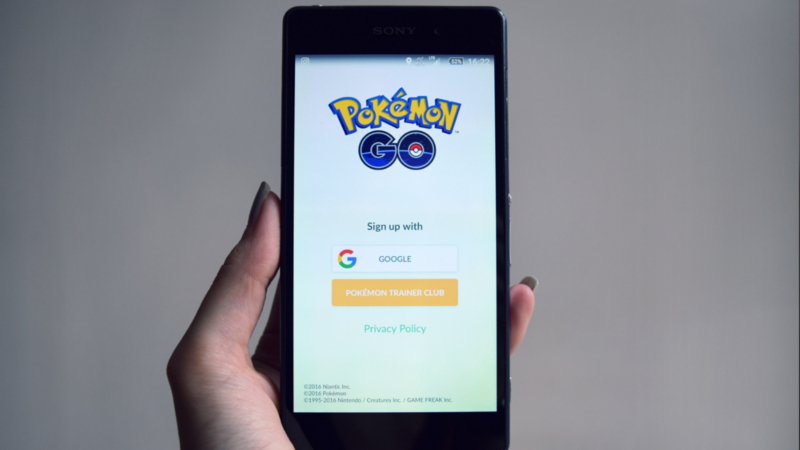 SONY
16:22
POKÉMON
GO
Sign up with
GOOGLE
POKÉMON TRAINER CLUB
Privacy Policy
©2016 Niantic Inc.
©2016 Pokémon
©1995-2016 Nintendo / Creatures Inc. / GAME FREAK Inc.